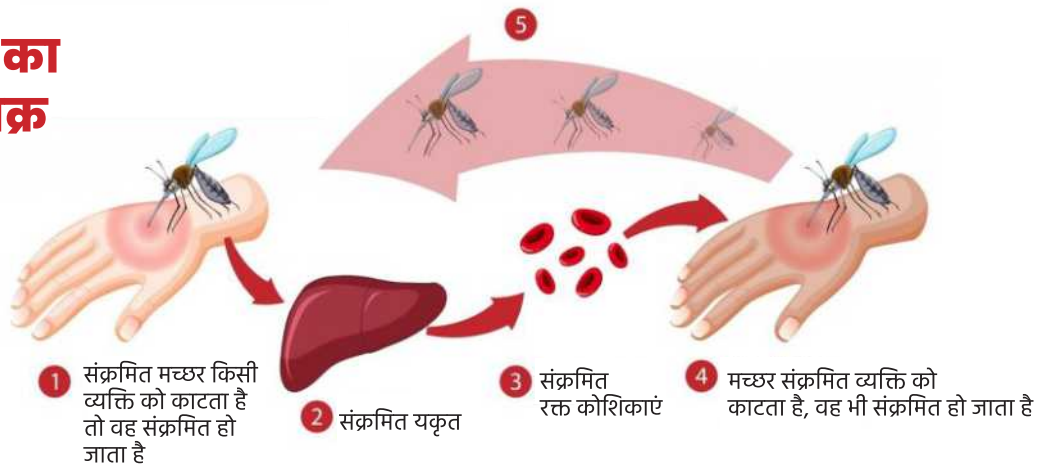 का
क्र
5
1 संक्रमित मच्छर किसी
व्यक्ति को काटता है
तो वह संक्रमित हो
जाता है
2 संक्रमित यकृत
3 संक्रमित
रक्त कोशिकाएं
4 मच्छर संक्रमित व्यक्ति को
काटता है, वह भी संक्रमित हो जाता है